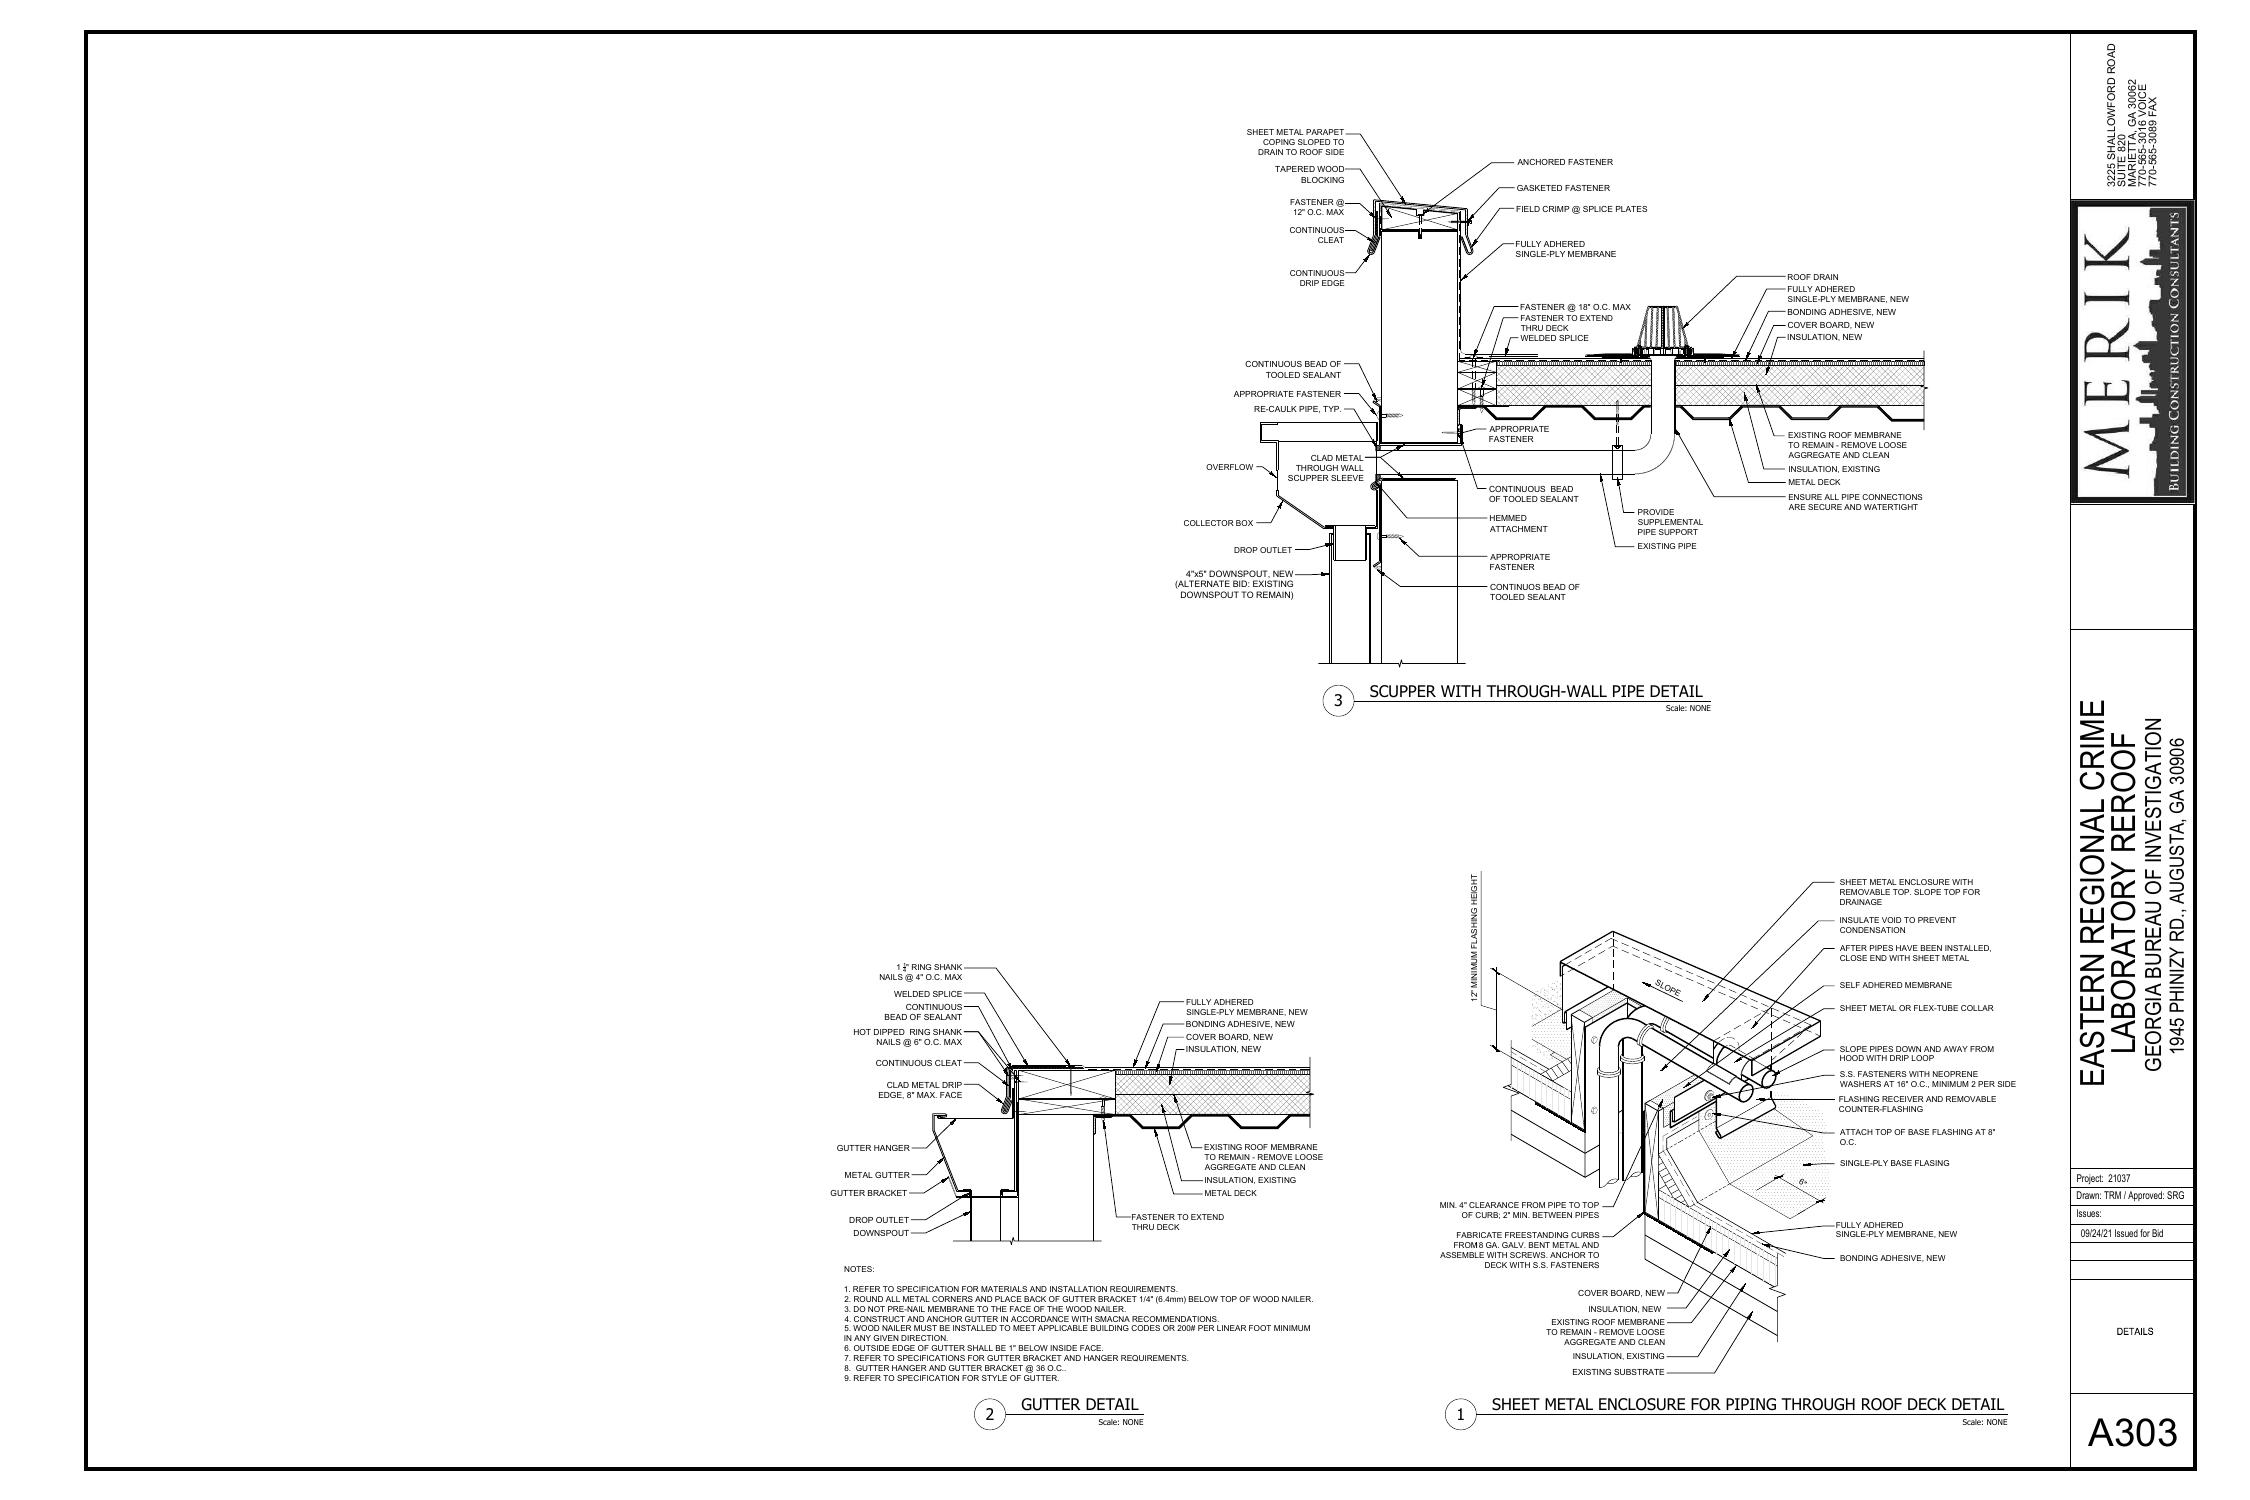 SHEET METAL PARAPET
COPING SLOPED TO
DRAIN TO ROOF SIDE
TAPERED WOOD
BLOCKING
FASTENER @
12" O.C. MAX
CONTINUOUS
CLEAT
CONTINUOUS
DRIP EDGE
ANCHORED FASTENER
GASKETED FASTENER
FIELD CRIMP @ SPLICE PLATES
FULLY ADHERED
SINGLE-PLY MEMBRANE
FASTENER @ 18" O.C. MAX
FASTENER TO EXTEND
THRU DECK
WELDED SPLICE
ROOF DRAIN
FULLY ADHERED
SINGLE-PLY MEMBRANE, NEW
BONDING ADHESIVE, NEW
COVER BOARD, NEW
INSULATION, NEW
CONTINUOUS BEAD OF
TOOLED SEALANT
APPROPRIATE FASTENER
RE-CAULK PIPE, TYP.
OVERFLOW
CLAD METAL
THROUGH WALL
SCUPPER SLEEVE
COLLECTOR BOX
DROP OUTLET
4"x5" DOWNSPOUT, NEW
(ALTERNATE BID: EXISTING
DOWNSPOUT TO REMAIN)
APPROPRIATE
FASTENER
CONTINUOUS BEAD
OF TOOLED SEALANT
HEMMED
ATTACHMENT
APPROPRIATE
FASTENER
CONTINUOS BEAD OF
TOOLED SEALANT
PROVIDE
SUPPLEMENTAL
PIPE SUPPORT
EXISTING PIPE
EXISTING ROOF MEMBRANE
TO REMAIN - REMOVE LOOSE
AGGREGATE AND CLEAN
INSULATION, EXISTING
METAL DECK
ENSURE ALL PIPE CONNECTIONS
ARE SECURE AND WATERTIGHT
3
SCUPPER WITH THROUGH-WALL PIPE DETAIL
Scale: NONE
1 ½" RING SHANK
NAILS @ 4" O.C. MAX
WELDED SPLICE
CONTINUOUS
BEAD OF SEALANT
HOT DIPPED RING SHANK
NAILS @ 6" O.C. MAX
CONTINUOUS CLEAT
CLAD METAL DRIP
EDGE, 8" MAX. FACE
GUTTER HANGER
METAL GUTTER
GUTTER BRACKET
DROP OUTLET
DOWNSPOUT
FULLY ADHERED
SINGLE-PLY MEMBRANE, NEW
BONDING ADHESIVE, NEW
COVER BOARD, NEW
INSULATION, NEW
EXISTING ROOF MEMBRANE
TO REMAIN - REMOVE LOOSE
AGGREGATE AND CLEAN
INSULATION, EXISTING
METAL DECK
FASTENER TO EXTEND
THRU DECK
NOTES:
1. REFER TO SPECIFICATION FOR MATERIALS AND INSTALLATION REQUIREMENTS.
2. ROUND ALL METAL CORNERS AND PLACE BACK OF GUTTER BRACKET 1/4" (6.4mm) BELOW TOP OF WOOD NAILER.
3. DO NOT PRE-NAIL MEMBRANE TO THE FACE OF THE WOOD NAILER.
4. CONSTRUCT AND ANCHOR GUTTER IN ACCORDANCE WITH SMACNA RECOMMENDATIONS.
5. WOOD NAILER MUST BE INSTALLED TO MEET APPLICABLE BUILDING CODES OR 200# PER LINEAR FOOT MINIMUM
IN ANY GIVEN DIRECTION.
6. OUTSIDE EDGE OF GUTTER SHALL BE 1" BELOW INSIDE FACE.
7. REFER TO SPECIFICATIONS FOR GUTTER BRACKET AND HANGER REQUIREMENTS.
8. GUTTER HANGER AND GUTTER BRACKET @ 36 O.C..
9. REFER TO SPECIFICATION FOR STYLE OF GUTTER.
2
GUTTER DETAIL
Scale: NONE
12" MINIMUM FLASHING HEIGHT
SLOPE
SHEET METAL ENCLOSURE WITH
REMOVABLE TOP. SLOPE TOP FOR
DRAINAGE
INSULATE VOID TO PREVENT
CONDENSATION
AFTER PIPES HAVE BEEN INSTALLED,
CLOSE END WITH SHEET METAL
SELF ADHERED MEMBRANE
SHEET METAL OR FLEX-TUBE COLLAR
SLOPE PIPES DOWN AND AWAY FROM
HOOD WITH DRIP LOOP
S.S. FASTENERS WITH NEOPRENE
WASHERS AT 16" O.C., MINIMUM 2 PER SIDE
FLASHING RECEIVER AND REMOVABLE
COUNTER-FLASHING
ATTACH TOP OF BASE FLASHING AT 8"
O.C.
SINGLE-PLY BASE FLASING
6"
FULLY ADHERED
SINGLE-PLY MEMBRANE, NEW
BONDING ADHESIVE, NEW
MIN. 4" CLEARANCE FROM PIPE TO TOP
OF CURB; 2" MIN. BETWEEN PIPES
FABRICATE FREESTANDING CURBS
FROM 8 GA. GALV. BENT METAL AND
ASSEMBLE WITH SCREWS. ANCHOR TO
DECK WITH S.S. FASTENERS
COVER BOARD, NEW
INSULATION, NEW
EXISTING ROOF MEMBRANE
TO REMAIN - REMOVE LOOSE
AGGREGATE AND CLEAN
INSULATION, EXISTING
EXISTING SUBSTRATE
1
SHEET METAL ENCLOSURE FOR PIPING THROUGH ROOF DECK DETAIL
Scale: NONE
3225 SHALLOWFORD ROAD
SUITE 820
MARIETTA, GA 30062
770-565-3016 VOICE
770-565-3089 FAX
MERIK
BUILDING CONSTRUCTION CONSULTANTS
EASTERN REGIONAL CRIME
LABORATORY REROOF
GEORGIA BUREAU OF INVESTIGATION
1945 PHINIZY RD., AUGUSTA, GA 30906
Project: 21037
Drawn: TRM / Approved: SRG
Issues:
09/24/21 Issued for Bid
DETAILS
A303